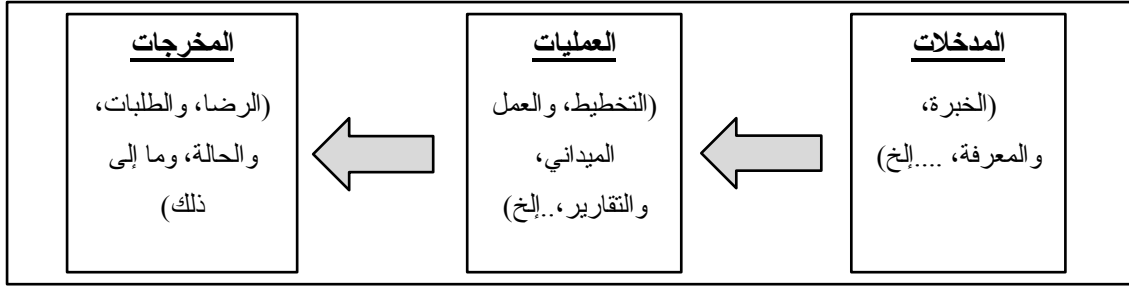 المدخلات
(الخبرة،
والمعرفة، ....إلخ)
العمليات
(التخطيط، والعمل
الميداني،
والتقارير،..إلخ)
المخرجات
(الرضا، والطلبات،
والحالة، وما إلى
ذلك)